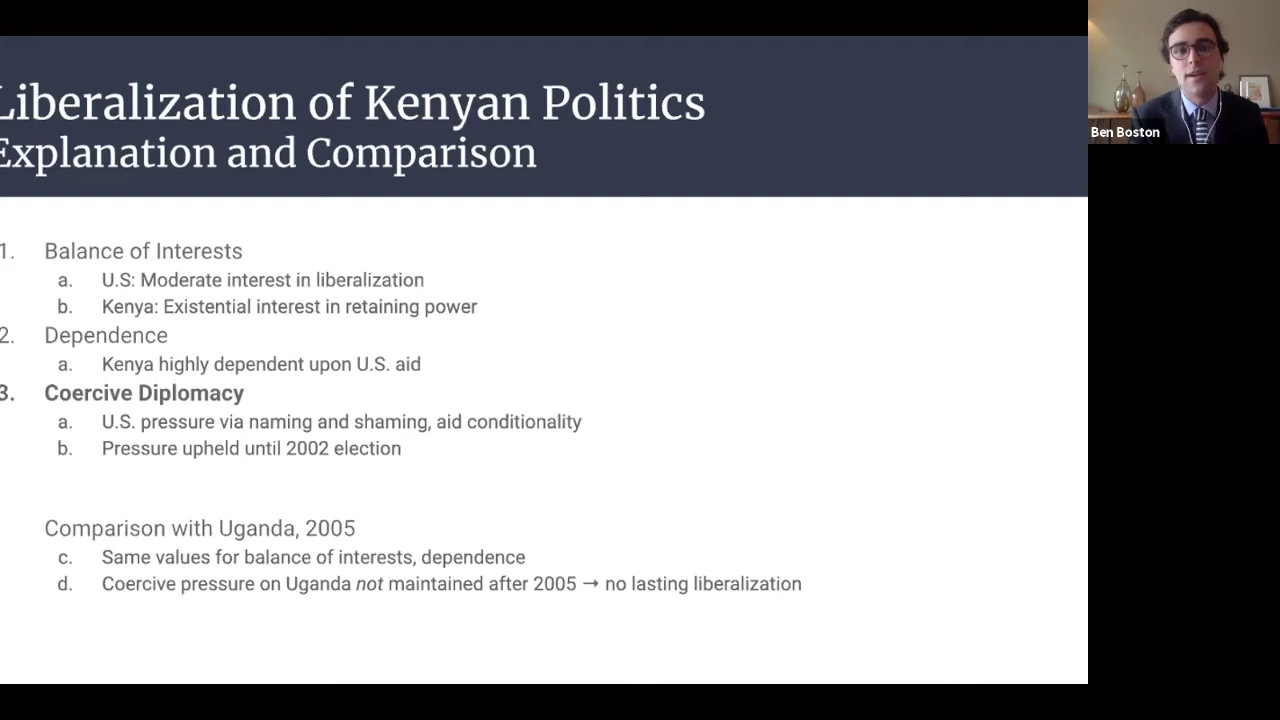 Liberalization of Kenyan Politics
Explanation and Comparison
Ben Boston
1. Balance of Interests
a. U.S: Moderate interest in liberalization
b. Kenya: Existential interest in retaining power
2. Dependence
a. Kenya highly dependent upon U.S. aid
3. Coercive Diplomacy
a. U.S. pressure via naming and shaming, aid conditionality
b. Pressure upheld until 2002 election
Comparison with Uganda, 2005
c. Same values for balance of interests, dependence
d. Coercive pressure on Uganda not maintained after 2005 → no lasting liberalization